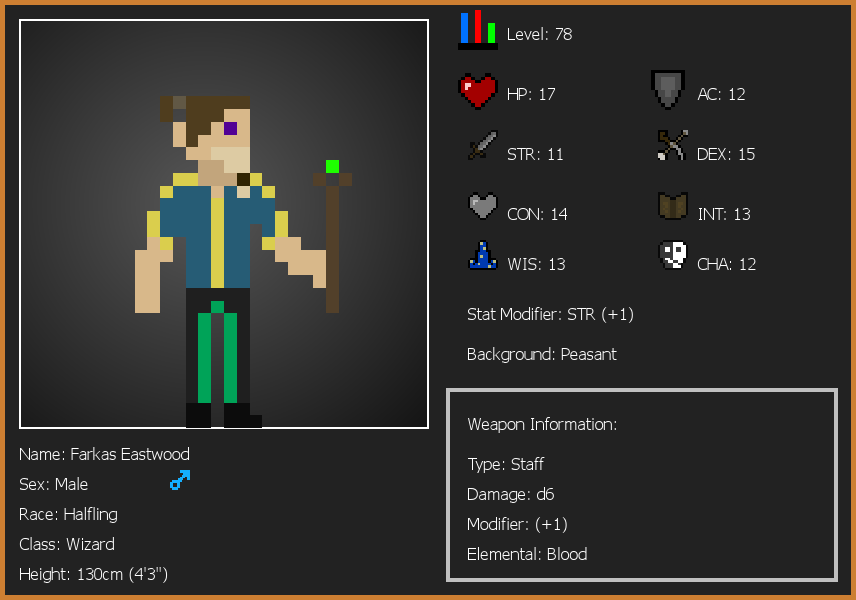 Level: 78
HP: 17
AC: 12
STR: 11
DEX: 15
CON: 14
INT: 13
WIS: 13
CHA: 12
Stat Modifier: STR (+1)
Background: Peasant
Weapon Information:
Type: Staff
Damage: d6
Modifier: (+1)
Elemental: Blood
Name: Farkas Eastwood
Sex: Male
Race: Halfling
Class: Wizard
Height: 130cm (4'3")